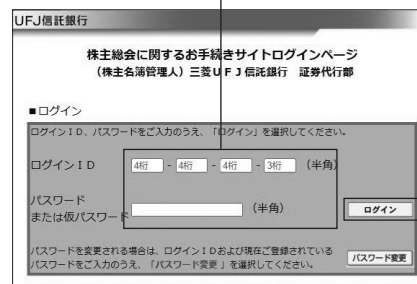 UFJ信託銀行
株主総会に関するお手続きサイトログインページ
（株主名簿管理人）三菱UFJ信託銀行　証券代行部
■ログイン
ログインID、パスワードをご入力のうえ、「ログイン」を選択してください。
ログインID　4桁 - 4桁 - 4桁 - 3桁　（半角）
パスワード
または仮パスワード　（半角）
ログイン
パスワードを変更される場合は、ログインIDおよび現在ご登録されている
パスワードをご入力のうえ、「パスワード変更」を選択してください。
パスワード変更